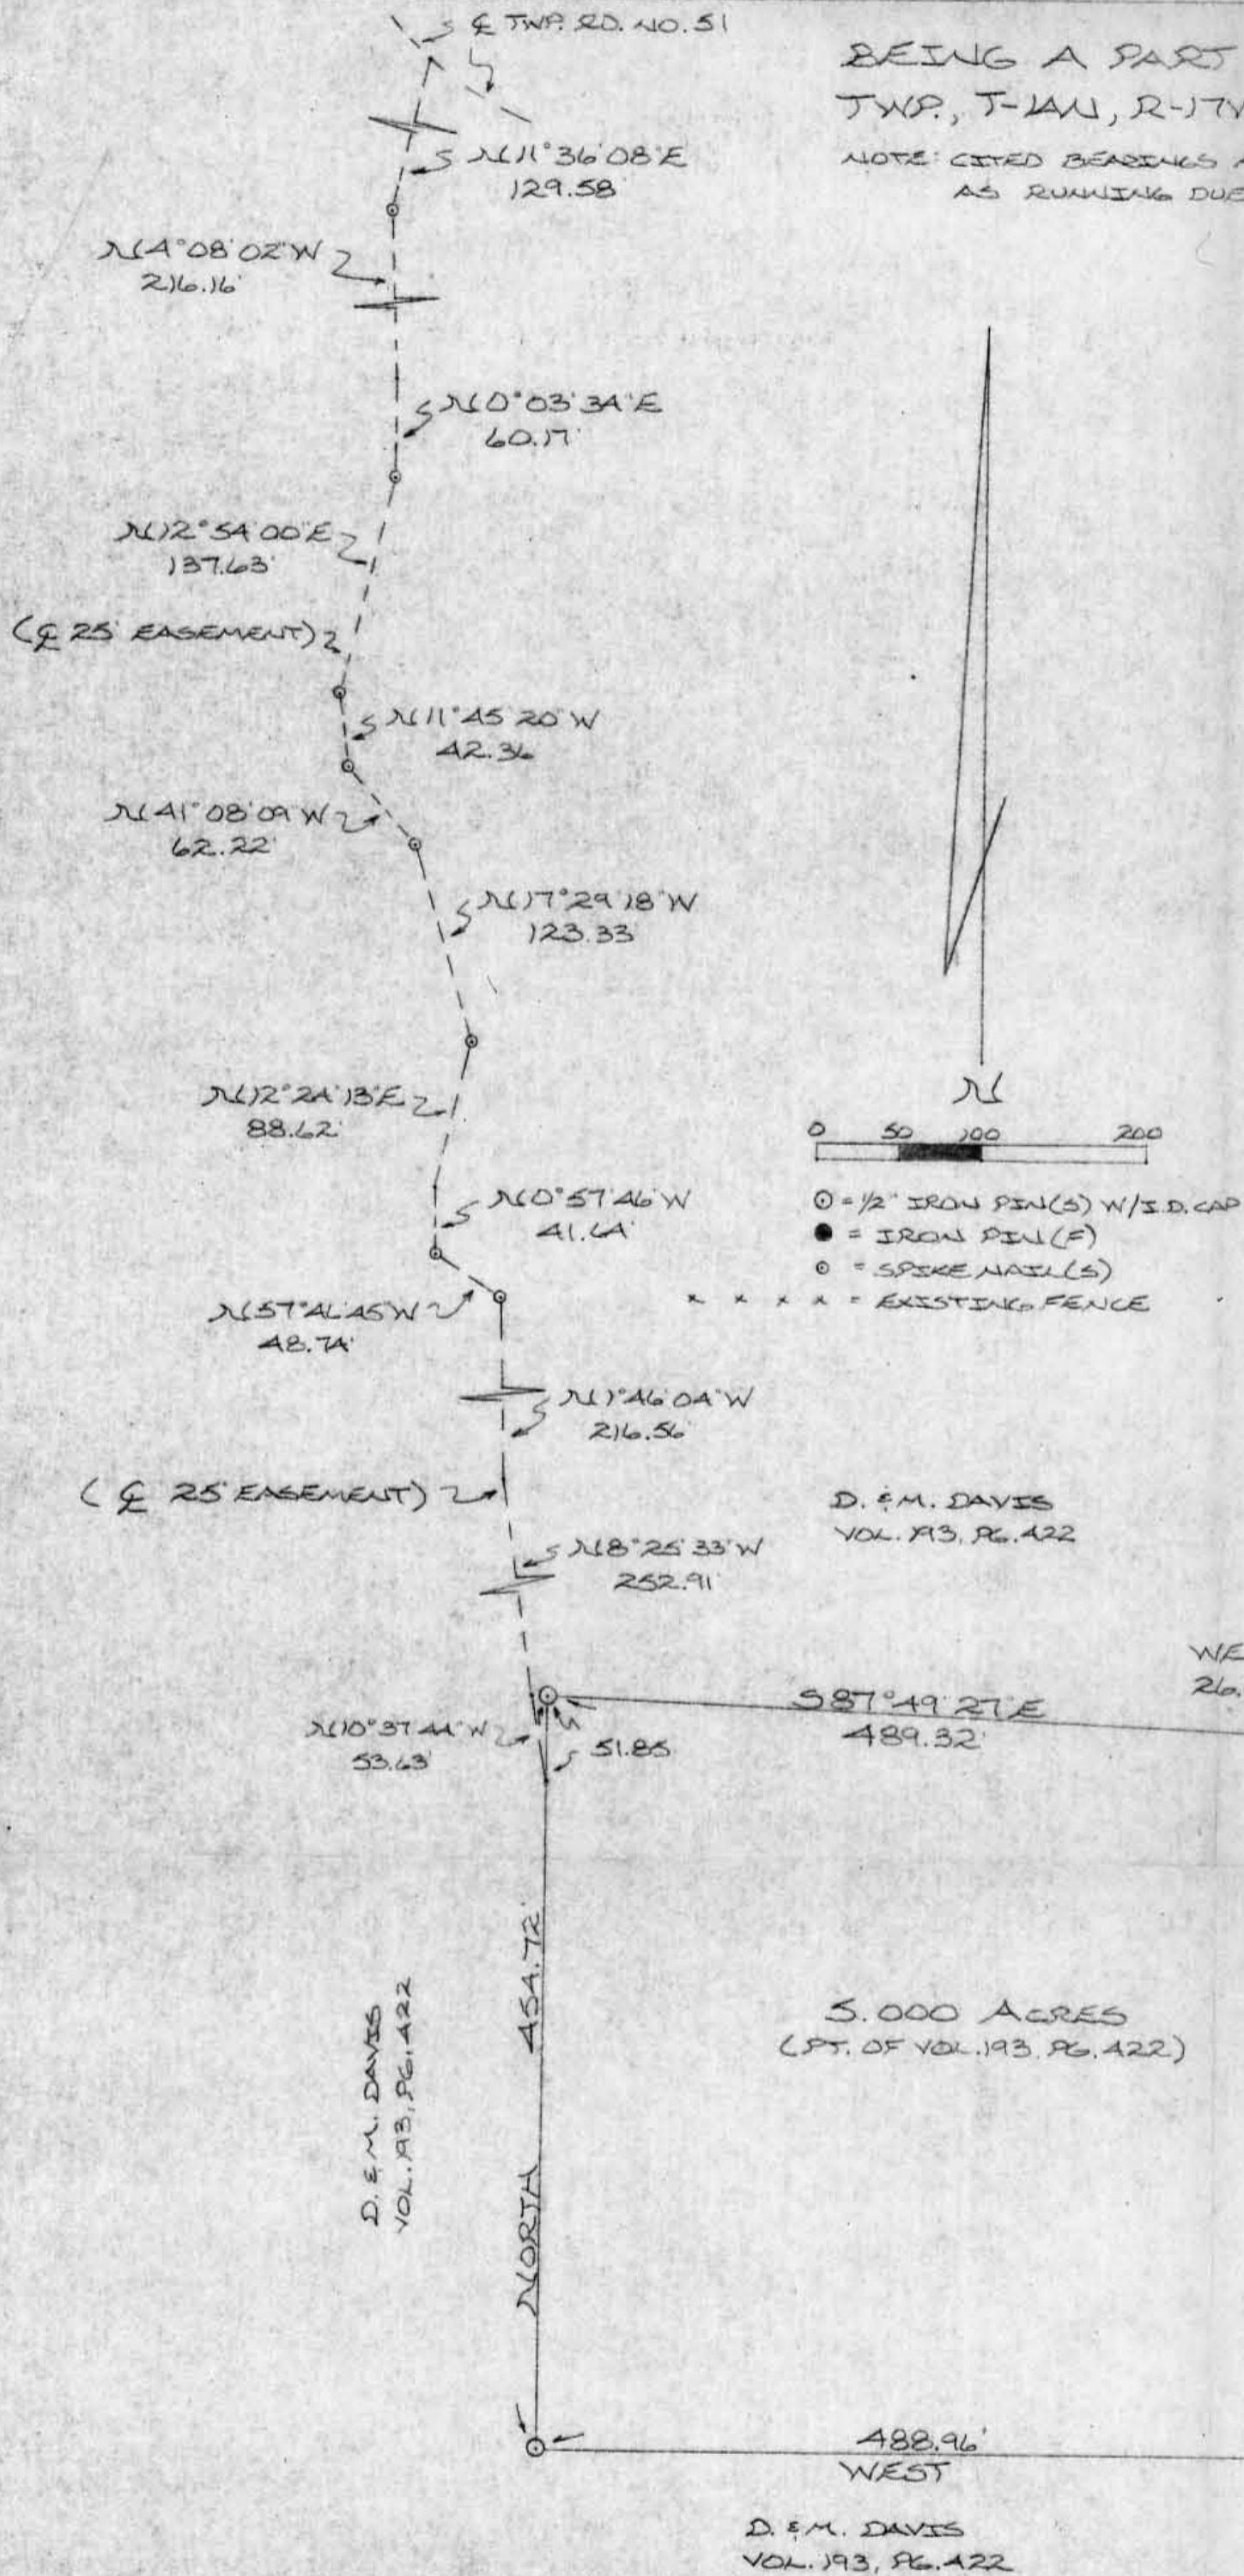 ℄ TWP. RD. NO. 51
BEING A PART
TWP., T-14N, R-17W
NOTE: CITED BEARINGS
AS RUNNING DUE
N11°36'08"E
129.58'
N4°08'02"W
216.16'
N0°03'34"E
60.17'
N12°54'00"E
137.63'
(℄ 25' EASEMENT)
N11°45'20"W
42.36
N41°08'09"W
62.22'
N17°29'18"W
123.33'
N12°24'13"E
88.62'
N
0 50 100 200
N0°57'46"W
41.64'
⊙ = 1/2" IRON PIN(S) W/I.D. CAP
● = IRON PIN(F)
⊙ = SPIKE NAIL(S)
x x x x = EXISTING FENCE
N57°46'45"W
48.74'
N1°46'04"W
216.56'
(℄ 25' EASEMENT)
D. & M. DAVIS
VOL. 193, PG. 422
N8°25'33"W
252.91'
WE
26.
S87°49'27"E
489.32'
N10°37'44"W
53.63'
51.85
NORTH 454.72'
D. & M. DAVIS
VOL. 193, PG. 422
5.000 ACRES
(PT. OF VOL. 193, PG. 422)
488.96'
WEST
D. & M. DAVIS
VOL. 193, PG. 422